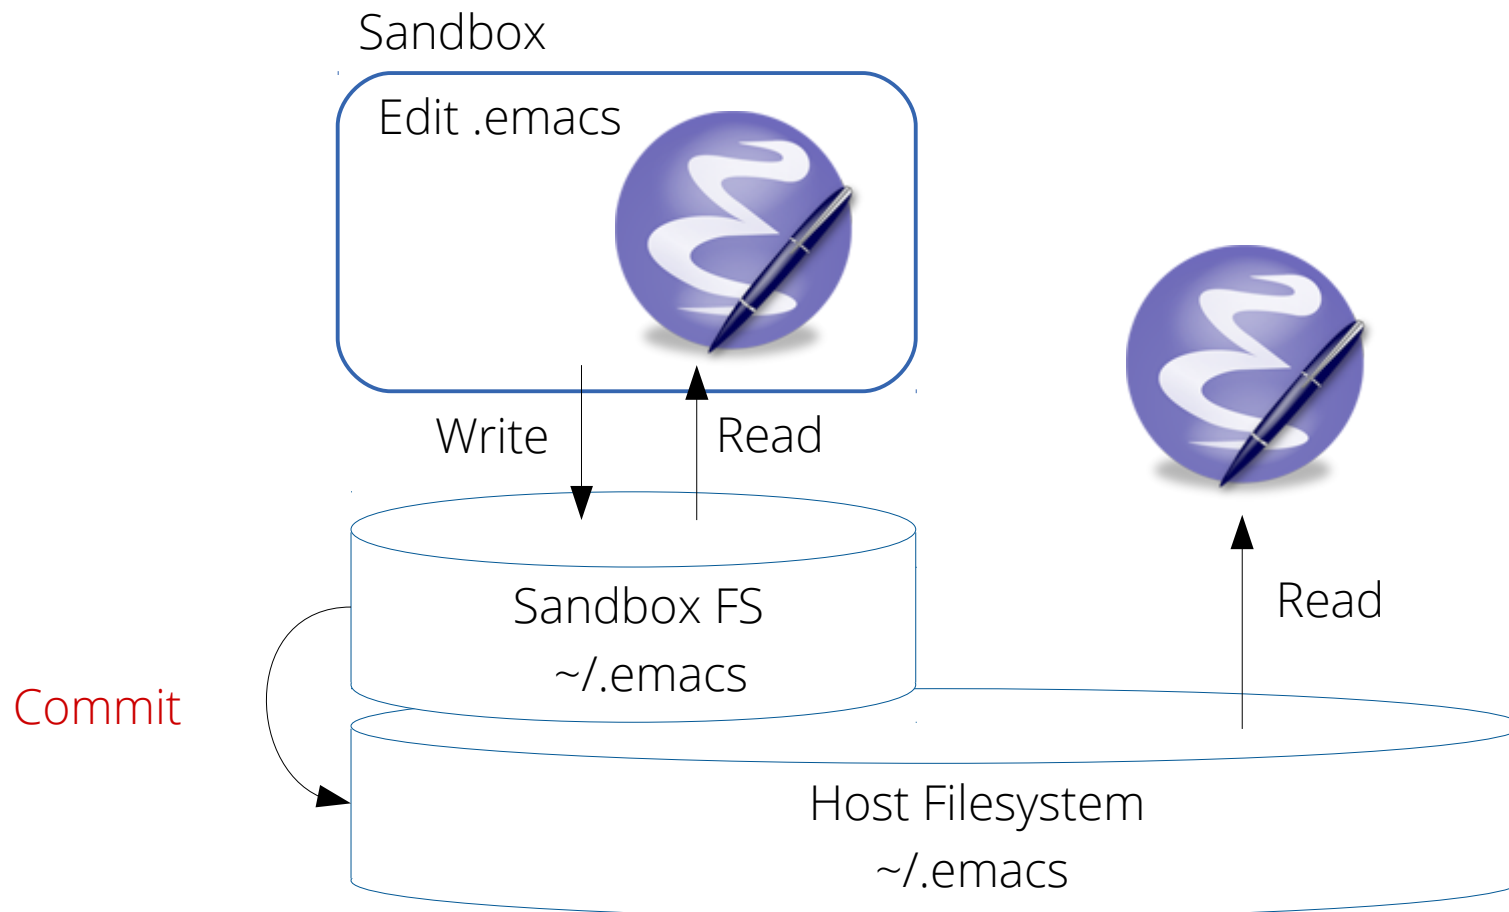 Sandbox
Edit .emacs
Write
Read
Sandbox FS
~/.emacs
Read
Commit
Host Filesystem
~/.emacs